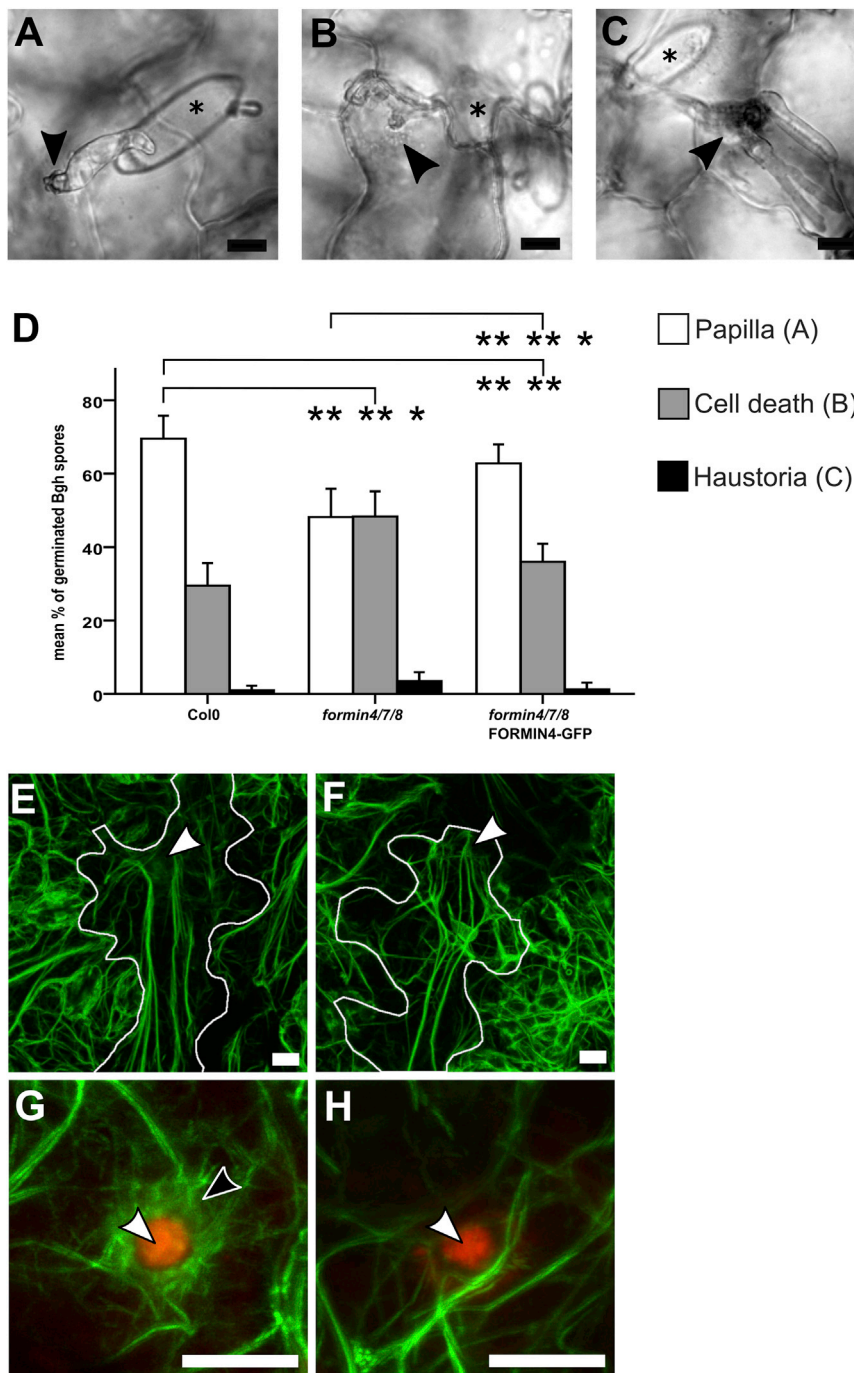 A
*
B
*
C
*
D
** ** *
** **
** ** *
Papilla (A)
Cell death (B)
Haustoria (C)
mean % of germinated Bgh spores
80
60
40
20
0
Col0
formin4/7/8
formin4/7/8
FORMIN4-GFP
E
F
G
H